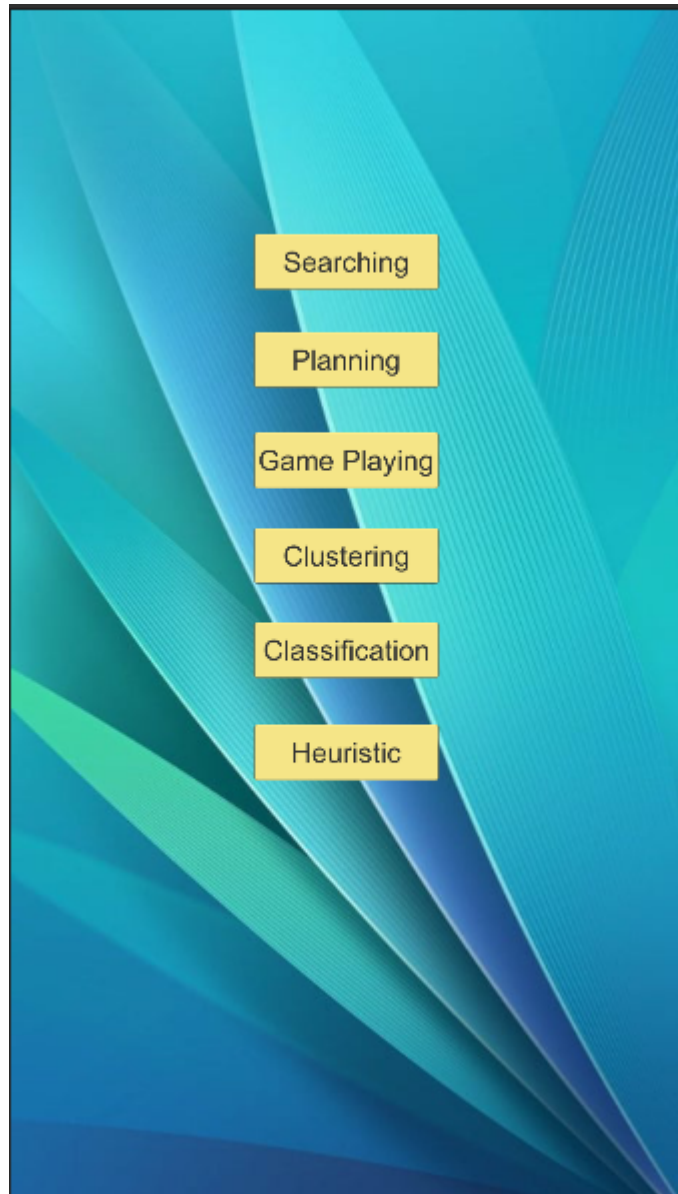 Searching
Planning
Game Playing
Clustering
Classification
Heuristic